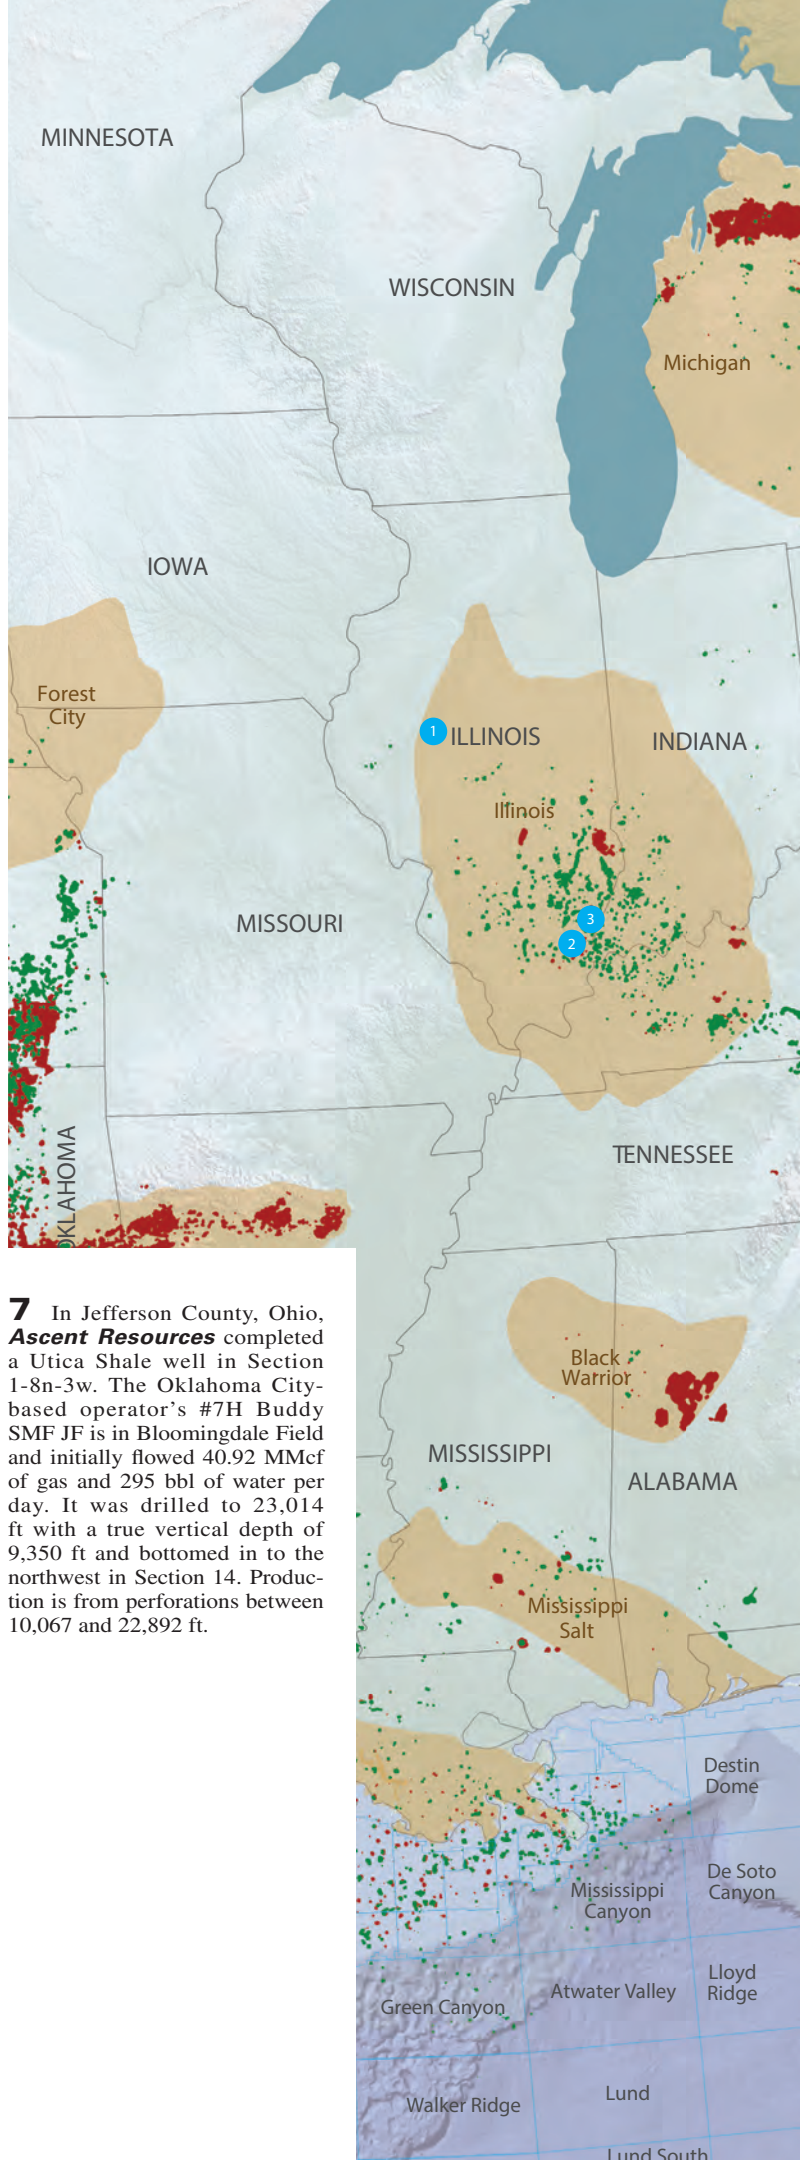 MINNESOTA
WISCONSIN
Michigan
IOWA
Forest
City
1
ILLINOIS
INDIANA
Illinois
MISSOURI
3
2
OKLAHOMA
TENNESSEE
Black
Warrior
MISSISSIPPI
ALABAMA
Mississippi
Salt
Destin
Dome
De Soto
Canyon
Mississippi
Canyon
Lloyd
Ridge
Atwater Valley
Green Canyon
Lund
Walker Ridge
Lund South
7 In Jefferson County, Ohio,
Ascent Resources completed
a Utica Shale well in Section
1-8n-3w. The Oklahoma City-
based operator’s #7H Buddy
SMF JF is in Bloomingdale Field
and initially flowed 40.92 MMcf
of gas and 295 bbl of water per
day. It was drilled to 23,014
ft with a true vertical depth of
9,350 ft and bottomed in to the
northwest in Section 14. Produc-
tion is from perforations between
10,067 and 22,892 ft.